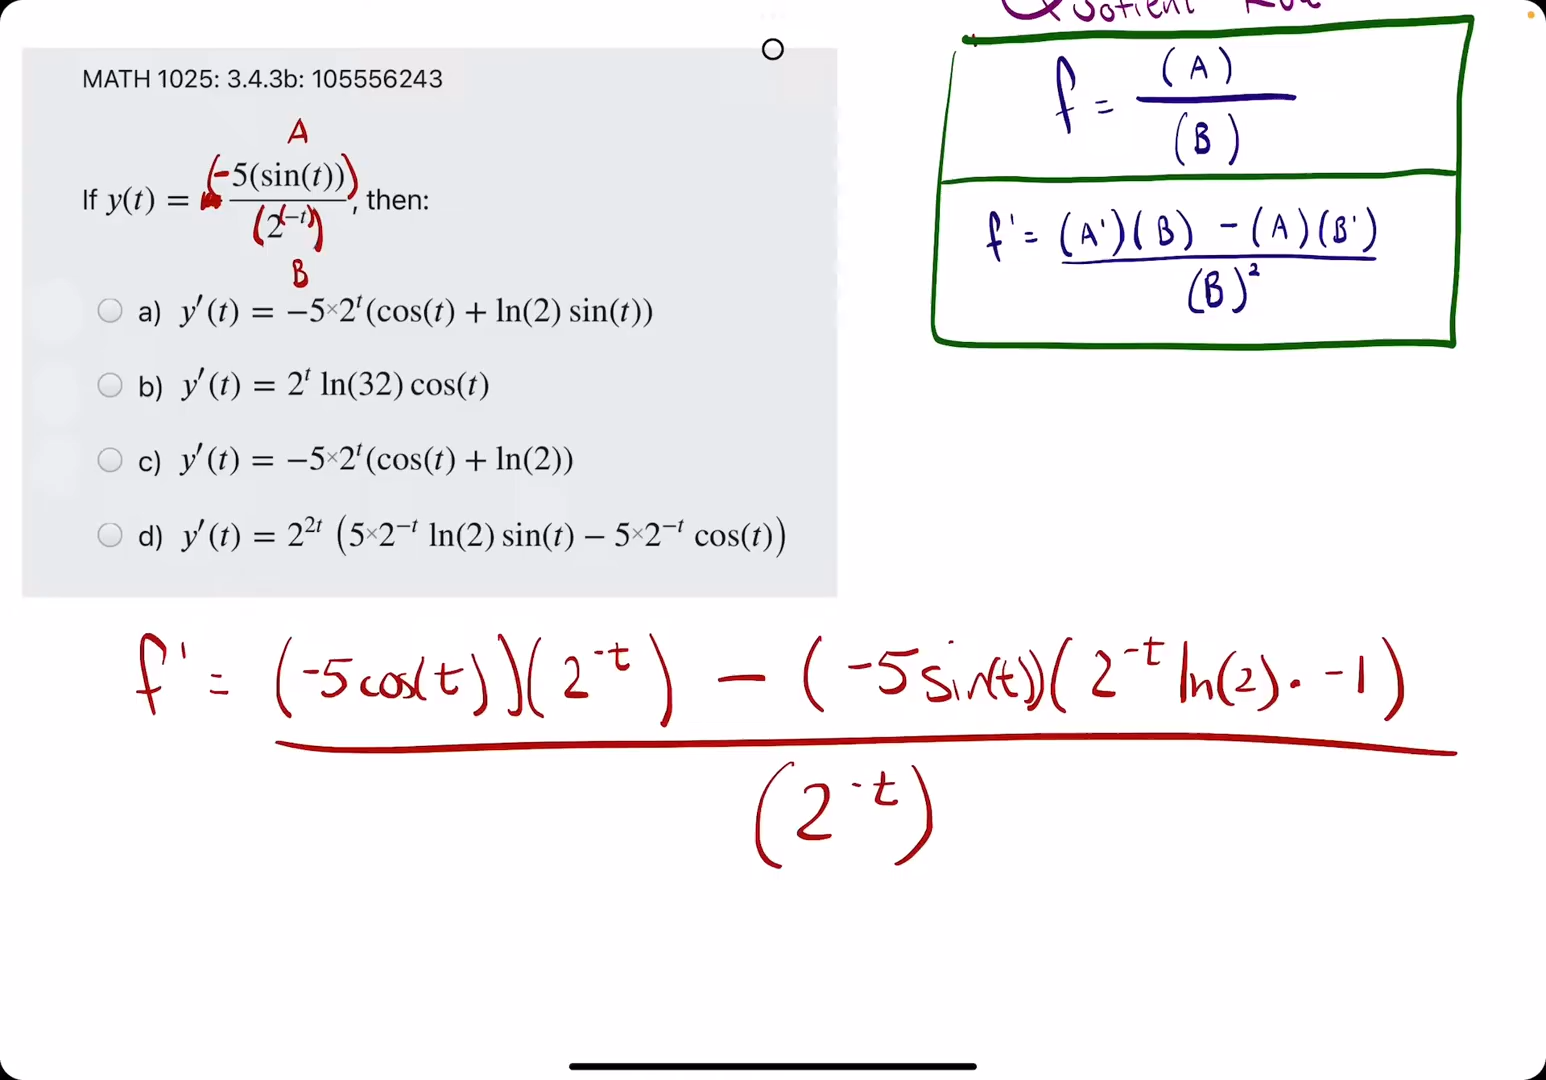 Quotient Rule
MATH 1025: 3.4.3b: 105556243
A
If y(t) = (-5(sin(t))) / (2^(-t)), then:
B
a) y′(t) = −5×2^t(cos(t) + ln(2) sin(t))
b) y′(t) = 2^t ln(32) cos(t)
c) y′(t) = −5×2^t(cos(t) + ln(2))
d) y′(t) = 2^2t (5×2^−t ln(2) sin(t) − 5×2^−t cos(t))
f = (A) / (B)
f' = (A')(B) - (A)(B') / (B)²
f' = (-5cos(t))(2^-t) - (-5sin(t))(2^-t ln(2)· -1) / (2^-t)